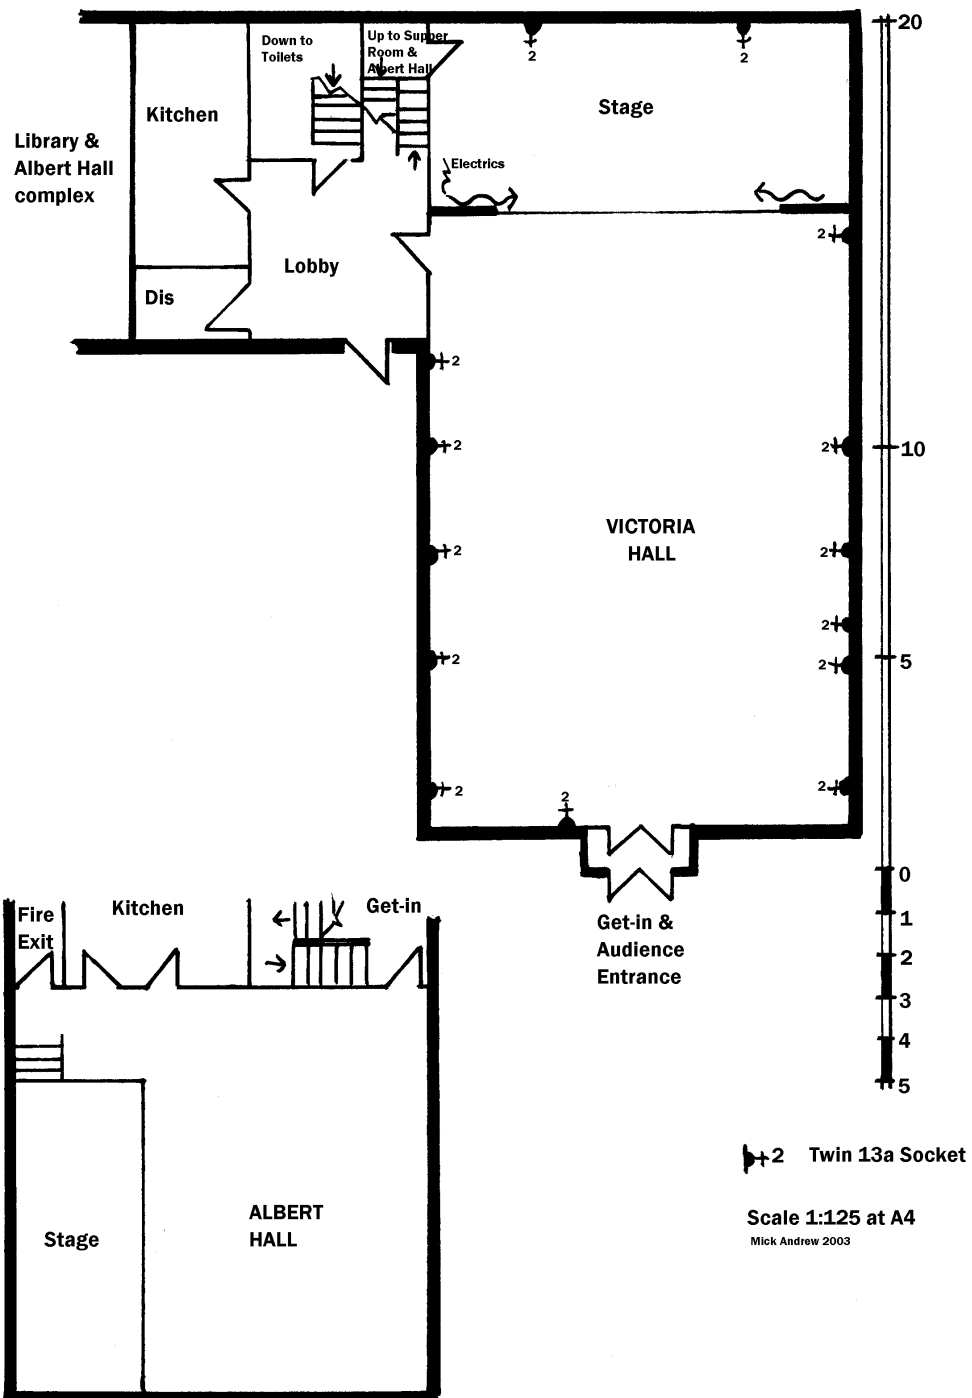 20
Down to
Toilets
Up to Supper
Room &
Albert Hall
2
2
Kitchen
Stage
Library &
Albert Hall
complex
Electrics
2
Lobby
Dis
2
2
2
10
VICTORIA
HALL
2
2
2
2
2
5
2
2
2
2
0
Fire
Exit
Kitchen
Get-in
Get-in &
Audience
Entrance
1
2
3
4
5
2 Twin 13a Socket
Stage
ALBERT
HALL
Scale 1:125 at A4
Mick Andrew 2003